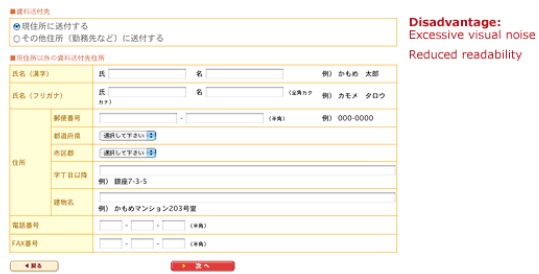 ■資料送付先
現住所に送付する
その他住所（勤務先など）に送付する
■現住所以外の資料送付先住所
氏名（漢字） 氏 名 例） かもめ 太郎
氏名（フリガナ） 氏 名 （全角カタカナ） 例） カモメ タロウ
住所
郵便番号 - （半角） 例） 000-0000
都道府県 選択して下さい
市区郡 選択して下さい
字丁目以降
例） 銀座7-3-5
建物名
例） かもめマンション203号室
電話番号 - - （半角）
FAX番号 - - （半角）
戻る 次へ
Disadvantage:
Excessive visual noise
Reduced readability